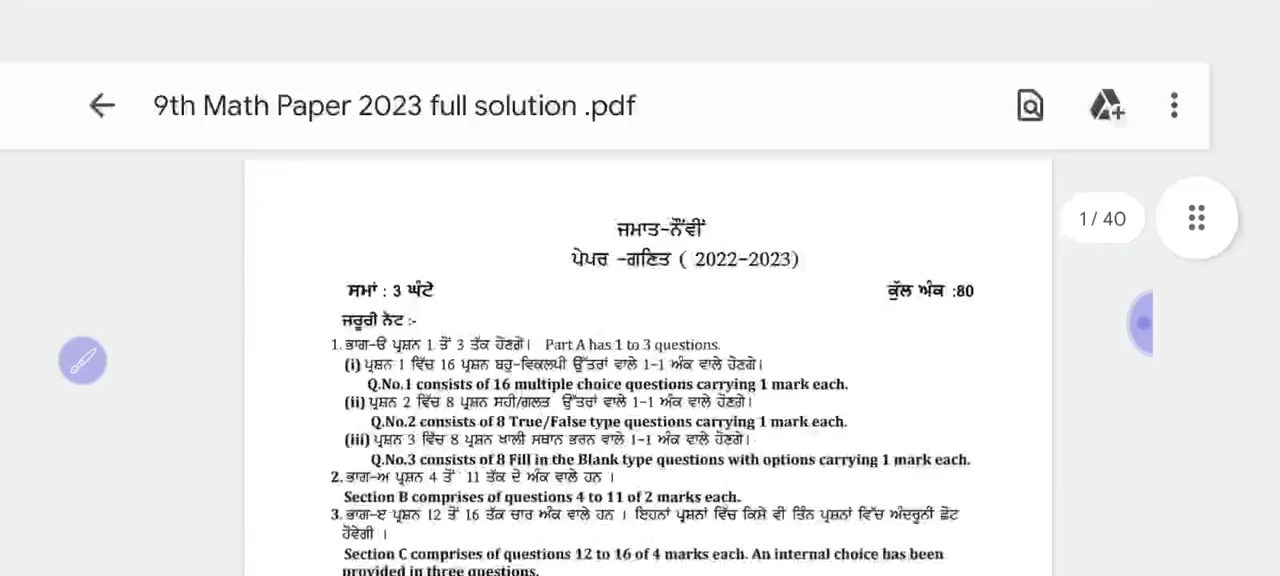 9th Math Paper 2023 full solution .pdf
1 / 40
ਜਮਾਤ-ਨੌਂਵੀਂ
ਪੇਪਰ -ਗਣਿਤ ( 2022-2023)
ਸਮਾਂ : 3 ਘੰਟੇ ਕੁੱਲ ਅੰਕ :80
ਜਰੂਰੀ ਨੋਟ :-
1. ਭਾਗ-ੳ ਪ੍ਰਸ਼ਨ 1 ਤੋਂ 3 ਤੱਕ ਹੋਣਗੇ। Part A has 1 to 3 questions.
(i) ਪ੍ਰਸ਼ਨ 1 ਵਿੱਚ 16 ਪ੍ਰਸ਼ਨ ਬਹੁ-ਵਿਕਲਪੀ ਉੱਤਰਾਂ ਵਾਲੇ 1-1 ਅੰਕ ਵਾਲੇ ਹੋਣਗੇ।
Q.No.1 consists of 16 multiple choice questions carrying 1 mark each.
(ii) ਪ੍ਰਸ਼ਨ 2 ਵਿੱਚ 8 ਪ੍ਰਸ਼ਨ ਸਹੀ/ਗਲਤ ਉੱਤਰਾਂ ਵਾਲੇ 1-1 ਅੰਕ ਵਾਲੇ ਹੋਣਗੇ।
Q.No.2 consists of 8 True/False type questions carrying 1 mark each.
(iii) ਪ੍ਰਸ਼ਨ 3 ਵਿੱਚ 8 ਪ੍ਰਸ਼ਨ ਖਾਲੀ ਸਥਾਨ ਭਰਨ ਵਾਲੇ 1-1 ਅੰਕ ਵਾਲੇ ਹੋਣਗੇ।
Q.No.3 consists of 8 Fill in the Blank type questions with options carrying 1 mark each.
2. ਭਾਗ-ਅ ਪ੍ਰਸ਼ਨ 4 ਤੋਂ 11 ਤੱਕ ਦੋ ਅੰਕ ਵਾਲੇ ਹਨ ।
Section B comprises of questions 4 to 11 of 2 marks each.
3. ਭਾਗ-ੲ ਪ੍ਰਸ਼ਨ 12 ਤੋਂ 16 ਤੱਕ ਚਾਰ ਅੰਕ ਵਾਲੇ ਹਨ । ਇਹਨਾਂ ਪ੍ਰਸ਼ਨਾਂ ਵਿੱਚ ਕਿਸੇ ਵੀ ਤਿੰਨ ਪ੍ਰਸ਼ਨਾਂ ਵਿੱਚ ਅੰਦਰੂਨੀ ਛੋਟ
ਹੋਵੇਗੀ ।
Section C comprises of questions 12 to 16 of 4 marks each. An internal choice has been
provided in three questions.